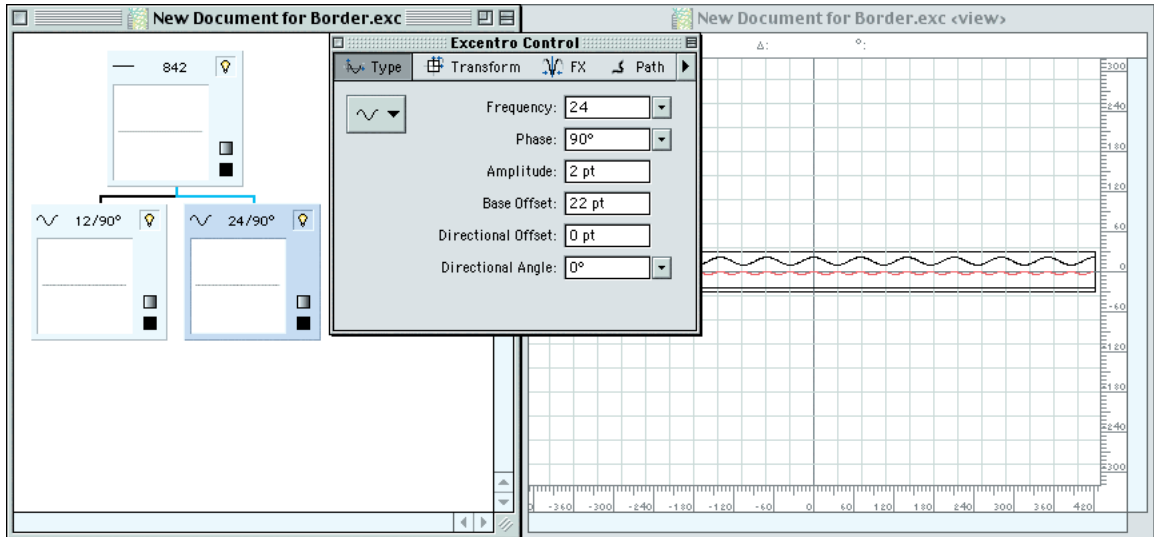 New Document for Border.exc
842
12/90°
24/90°
Excentro Control
Type Transform FX Path
Frequency: 24
Phase: 90°
Amplitude: 2 pt
Base Offset: 22 pt
Directional Offset: 0 pt
Directional Angle: 0°
New Document for Border.exc ‹view›
Δ: °:
300
240
180
120
60
0
-60
-120
-180
-240
-300
-360 -300 -240 -180 -120 -60 0 60 120 180 240 300 360 420